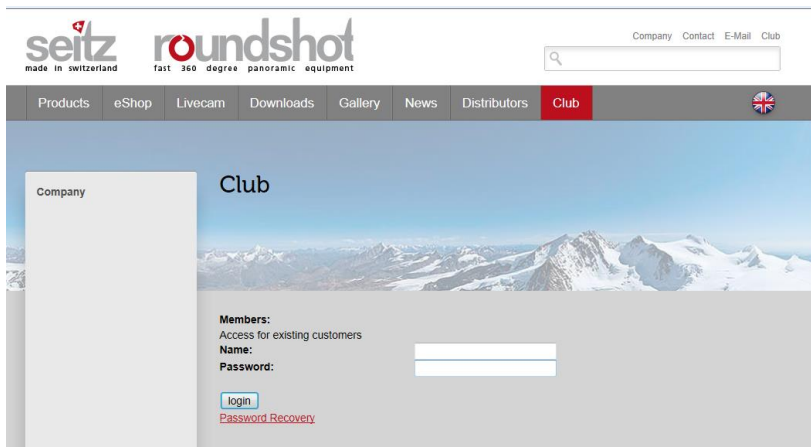 seitz roundshot
made in switzerland fast 360 degree panoramic equipment
Company Contact E-Mail Club
Products eShop Livecam Downloads Gallery News Distributors Club
Company
Club
Members:
Access for existing customers
Name:
Password:
login
Password Recovery